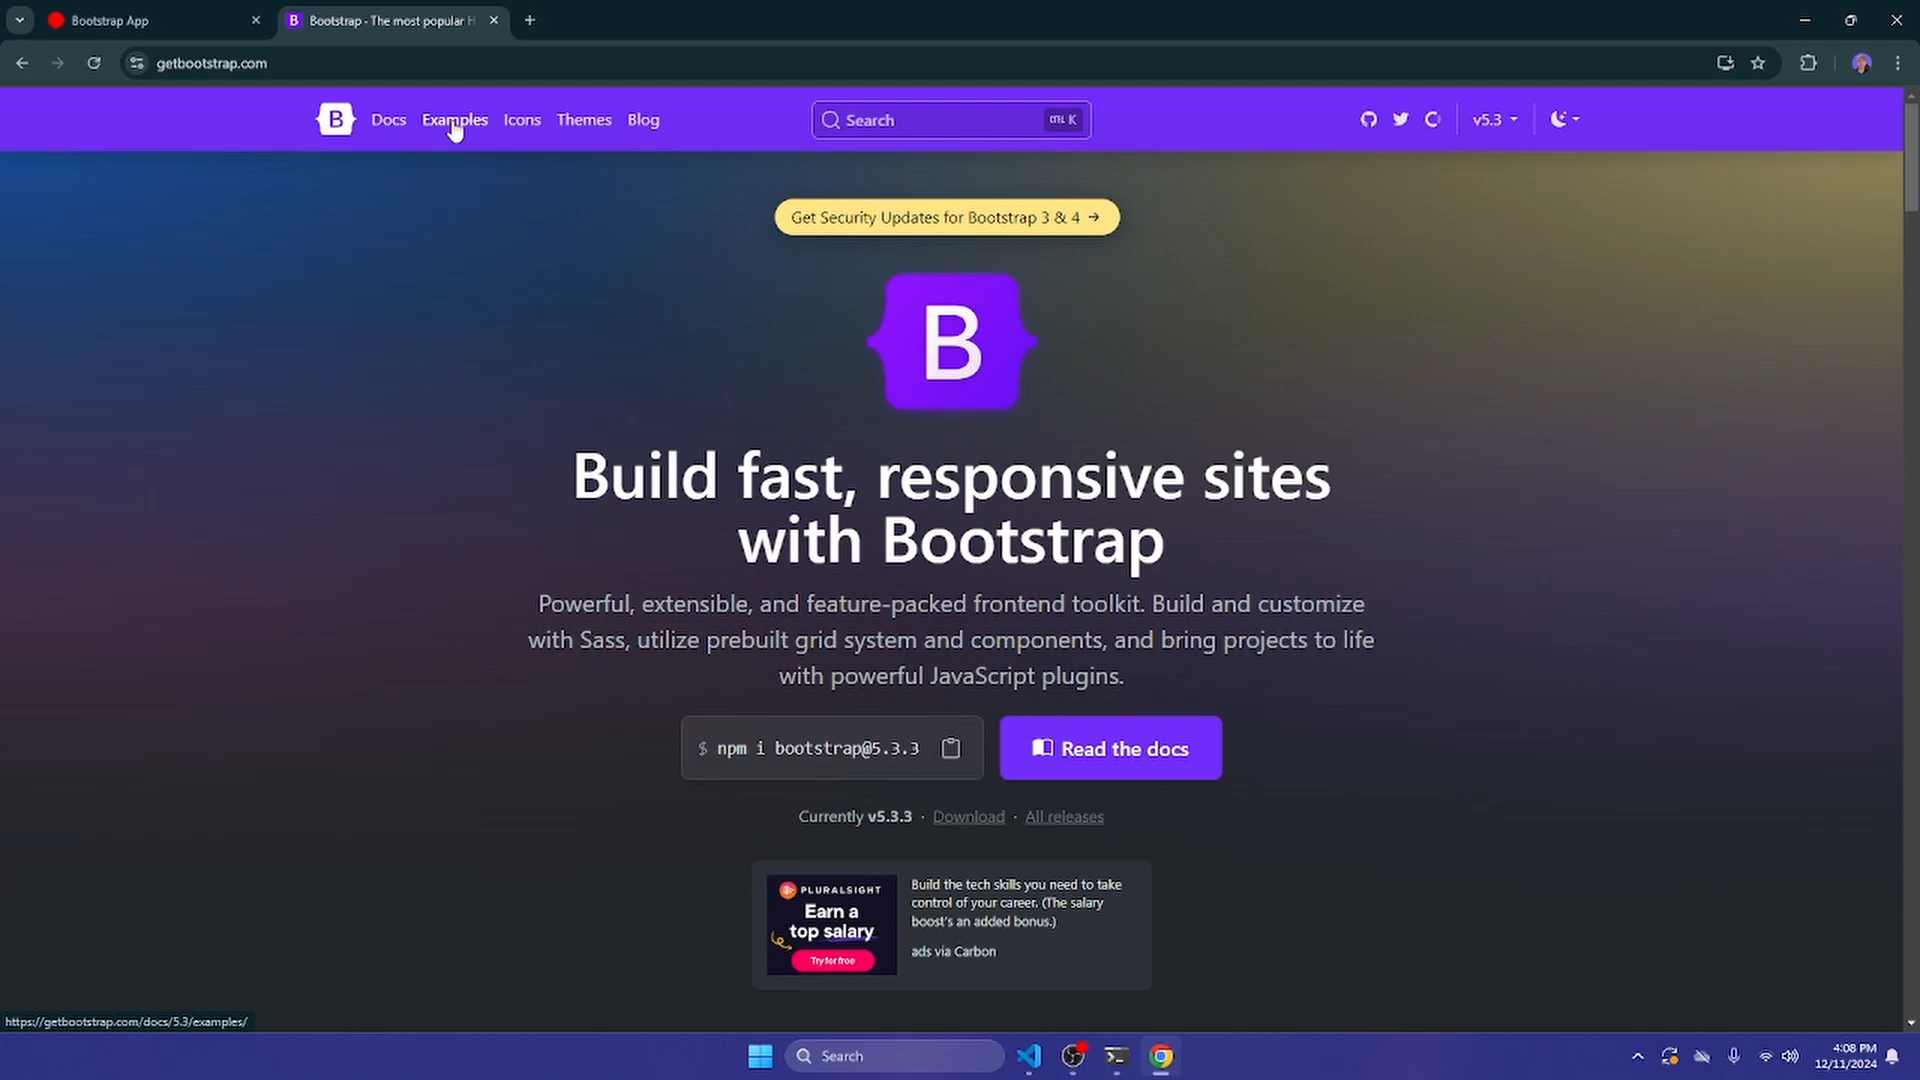 Bootstrap App
B Bootstrap - The most popular H
getbootstrap.com
B Docs Examples Icons Themes Blog
Search
v5.3
Get Security Updates for Bootstrap 3 & 4 →
B
Build fast, responsive sites
with Bootstrap
Powerful, extensible, and feature-packed frontend toolkit. Build and customize
with Sass, utilize prebuilt grid system and components, and bring projects to life
with powerful JavaScript plugins.
$ npm i bootstrap@5.3.3
Read the docs
Currently v5.3.3 · Download · All releases
PLURALSIGHT
Earn a
top salary
Try for free
Build the tech skills you need to take
control of your career. (The salary
boost's an added bonus.)
ads via Carbon
https://getbootstrap.com/docs/5.3/examples/
Search
4:08 PM
12/11/2024